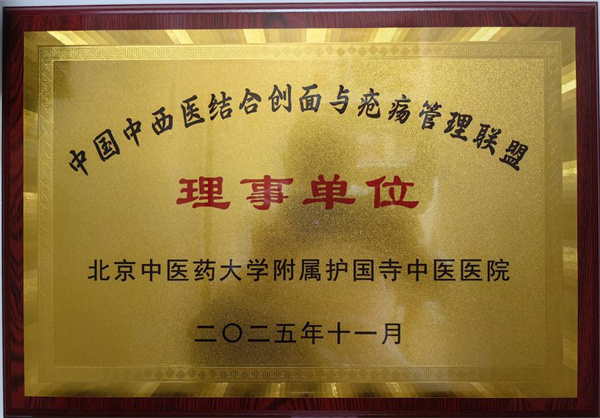 中国中西医结合创面与疮疡管理联盟
理事单位
北京中医药大学附属护国寺中医医院
二〇二五年十一月